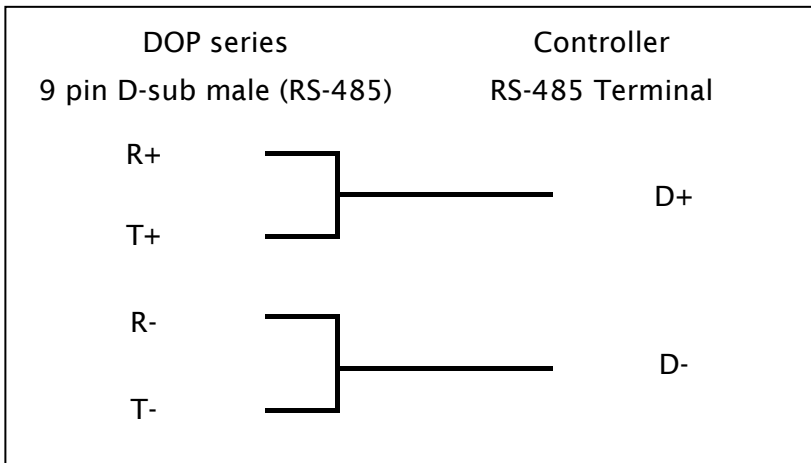 DOP series Controller
9 pin D-sub male (RS-485) RS-485 Terminal
R+
D+
T+
R-
D-
T-